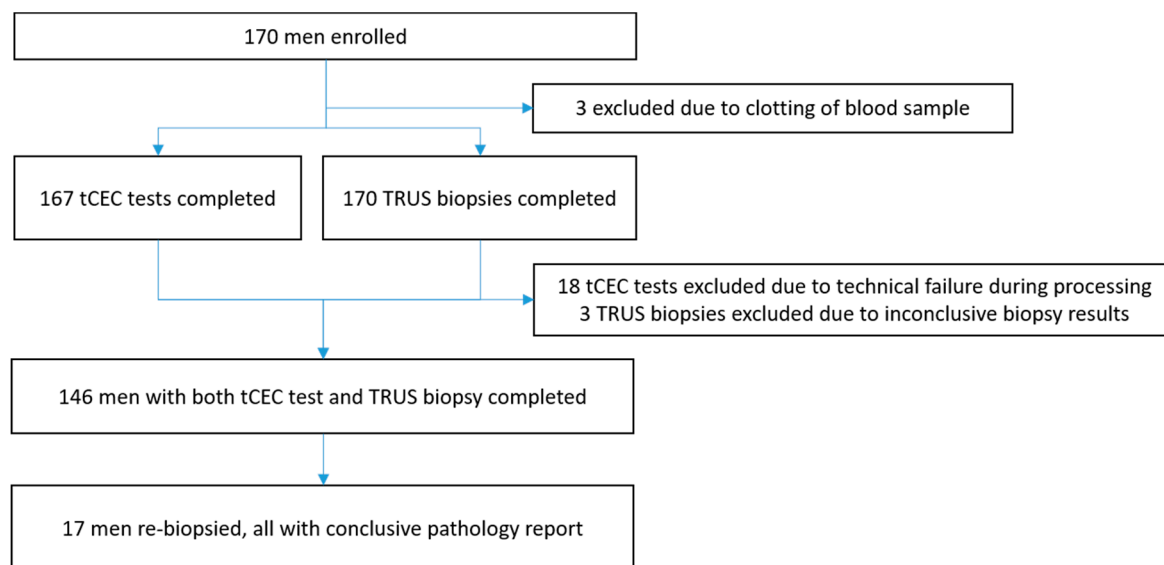 170 men enrolled
3 excluded due to clotting of blood sample
167 tCEC tests completed
170 TRUS biopsies completed
18 tCEC tests excluded due to technical failure during processing
3 TRUS biopsies excluded due to inconclusive biopsy results
146 men with both tCEC test and TRUS biopsy completed
17 men re-biopsied, all with conclusive pathology report